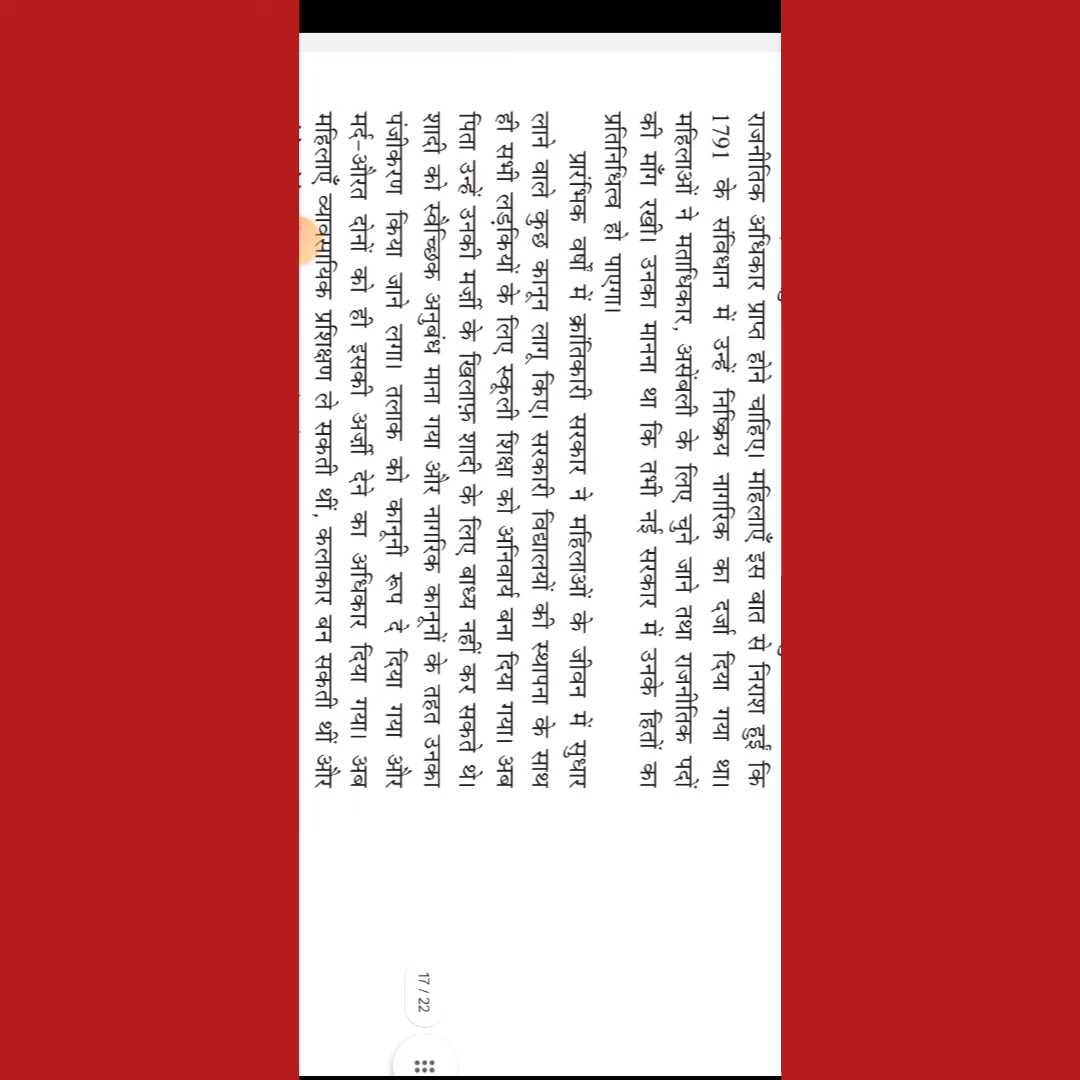 राजनीतिक अधिकार प्राप्त होने चाहिए। महिलाएँ इस बात से निराश हुईं कि
1791 के संविधान में उन्हें निष्क्रिय नागरिक का दर्जा दिया गया था।
महिलाओं ने मताधिकार, असेंबली के लिए चुने जाने तथा राजनीतिक पदों
की माँग रखी। उनका मानना था कि तभी नई सरकार में उनके हितों का
प्रतिनिधित्व हो पाएगा।
प्रारंभिक वर्षों में क्रांतिकारी सरकार ने महिलाओं के जीवन में सुधार
लाने वाले कुछ कानून लागू किए। सरकारी विद्यालयों की स्थापना के साथ
ही सभी लड़कियों के लिए स्कूली शिक्षा को अनिवार्य बना दिया गया। अब
पिता उन्हें उनकी मर्ज़ी के खिलाफ़ शादी के लिए बाध्य नहीं कर सकते थे।
शादी को स्वैच्छिक अनुबंध माना गया और नागरिक कानूनों के तहत उनका
पंजीकरण किया जाने लगा। तलाक को कानूनी रूप दे दिया गया और
मर्द-औरत दोनों को ही इसकी अर्ज़ी देने का अधिकार दिया गया। अब
महिलाएँ व्यावसायिक प्रशिक्षण ले सकती थीं, कलाकार बन सकती थीं और
17 / 22